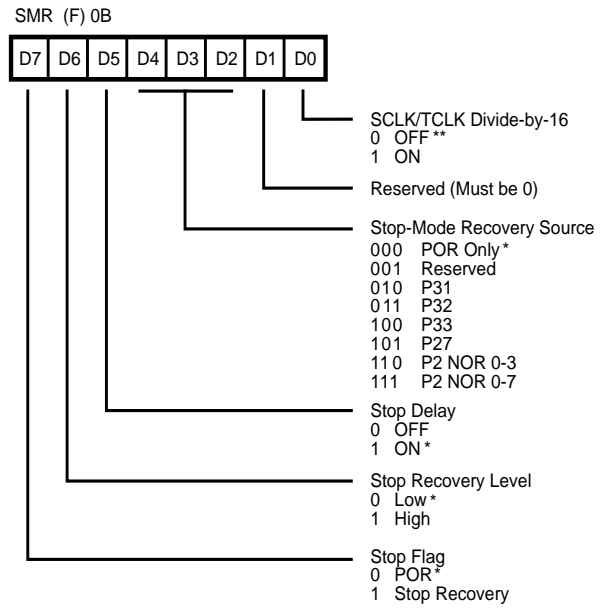 SMR (F) 0B
D7 D6 D5 D4 D3 D2 D1 D0
SCLK/TCLK Divide-by-16
0 OFF **
1 ON
Reserved (Must be 0)
Stop-Mode Recovery Source
000 POR Only *
001 Reserved
010 P31
011 P32
100 P33
101 P27
110 P2 NOR 0-3
111 P2 NOR 0-7
Stop Delay
0 OFF
1 ON *
Stop Recovery Level
0 Low *
1 High
Stop Flag
0 POR *
1 Stop Recovery